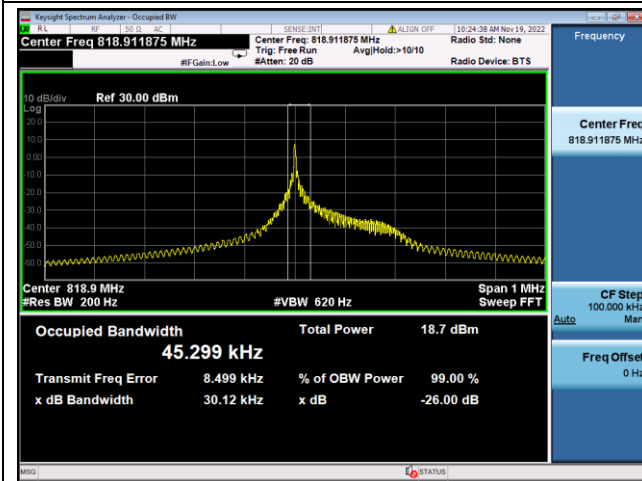 Keysight Spectrum Analyzer - Occupied BW
RL RF 50 Ω AC SENSE:INT ALIGN OFF 10:24:38 AM Nov 19, 2022
Center Freq 818.911875 MHz
Center Freq: 818.911875 MHz
Radio Std: None
Trig: Free Run Avg|Hold:>10/10
#IFGain:Low #Atten: 20 dB Radio Device: BTS
10 dB/div Ref 30.00 dBm
Log
20.0
10.0
0.00
-10.0
-20.0
-30.0
-40.0
-50.0
-60.0
Center 818.9 MHz Span 1 MHz
#Res BW 200 Hz #VBW 620 Hz Sweep FFT
Occupied Bandwidth Total Power 18.7 dBm
45.299 kHz
Transmit Freq Error 8.499 kHz % of OBW Power 99.00 %
x dB Bandwidth 30.12 kHz x dB -26.00 dB
MSG STATUS
Frequency
Center Freq
818.911875 MHz
CF Step
100.000 kHz
Auto Man
Freq Offset
0 Hz